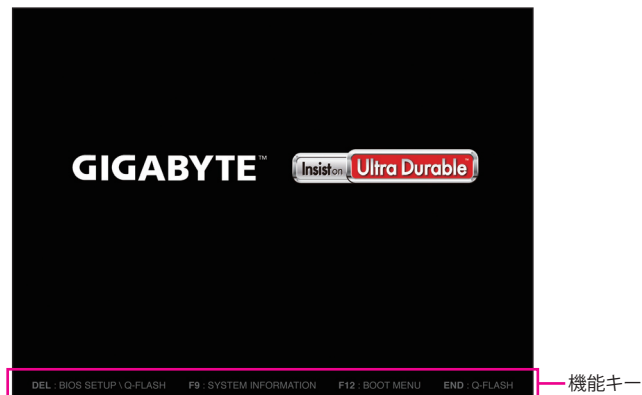 GIGABYTE™ Insist on Ultra Durable™
DEL : BIOS SETUP \ Q-FLASH F9 : SYSTEM INFORMATION F12 : BOOT MENU END : Q-FLASH
機能キー